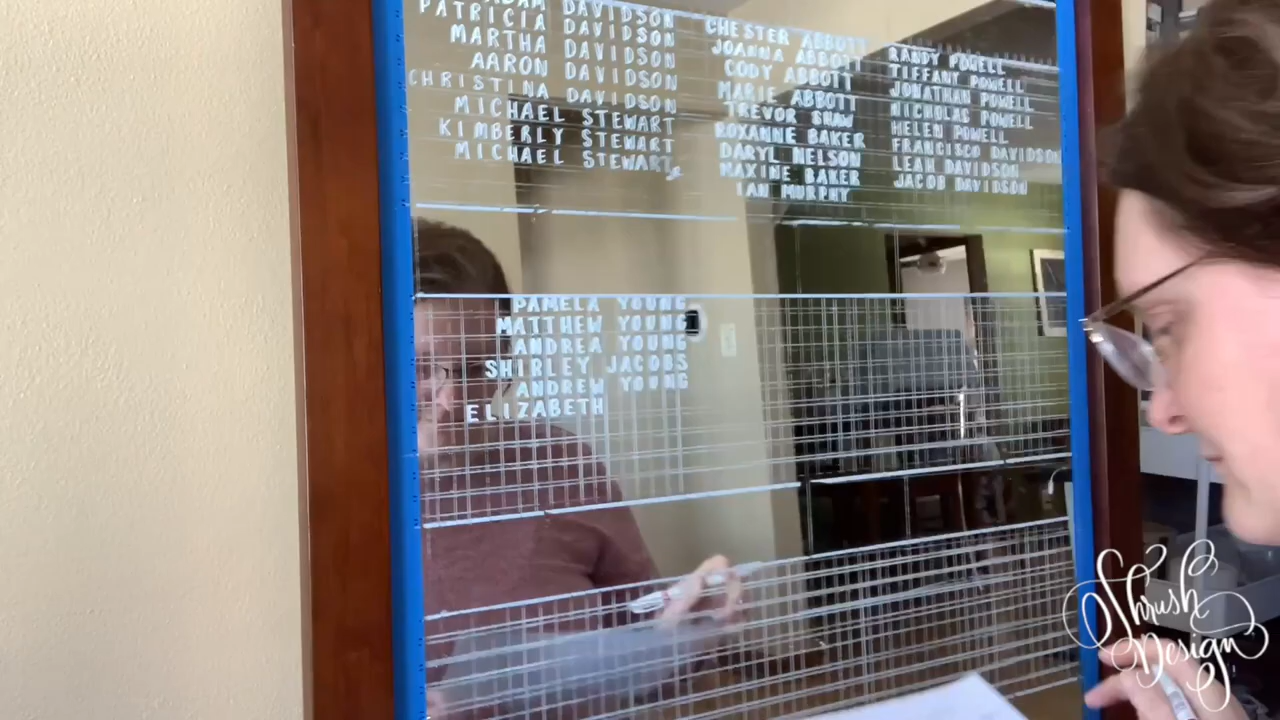 ADAM DAVIDSON
PATRICIA DAVIDSON
MARTHA DAVIDSON
AARON DAVIDSON
CHRISTINA DAVIDSON
MICHAEL STEWART
KIMBERLY STEWART
MICHAEL STEWART
CHESTER ABBOTT
JOANNA ABBOTT
CODY ABBOTT
MARIE ABBOTT
TREVOR SHAW
ROXANNE BAKER
DARYL NELSON
MAXINE BAKER
IAN MURPHY
RANDY POWELL
TIFFANY POWELL
JONATHAN POWELL
NICHOLAS POWELL
HELEN POWELL
FRANCISCO DAVIDSON
LEAH DAVIDSON
JACOB DAVIDSON
PAMELA YOUNG
MATTHEW YOUNG
ANDREA YOUNG
SHIRLEY JACOBS
ANDREW YOUNG
ELIZABETH
Shrush
Design